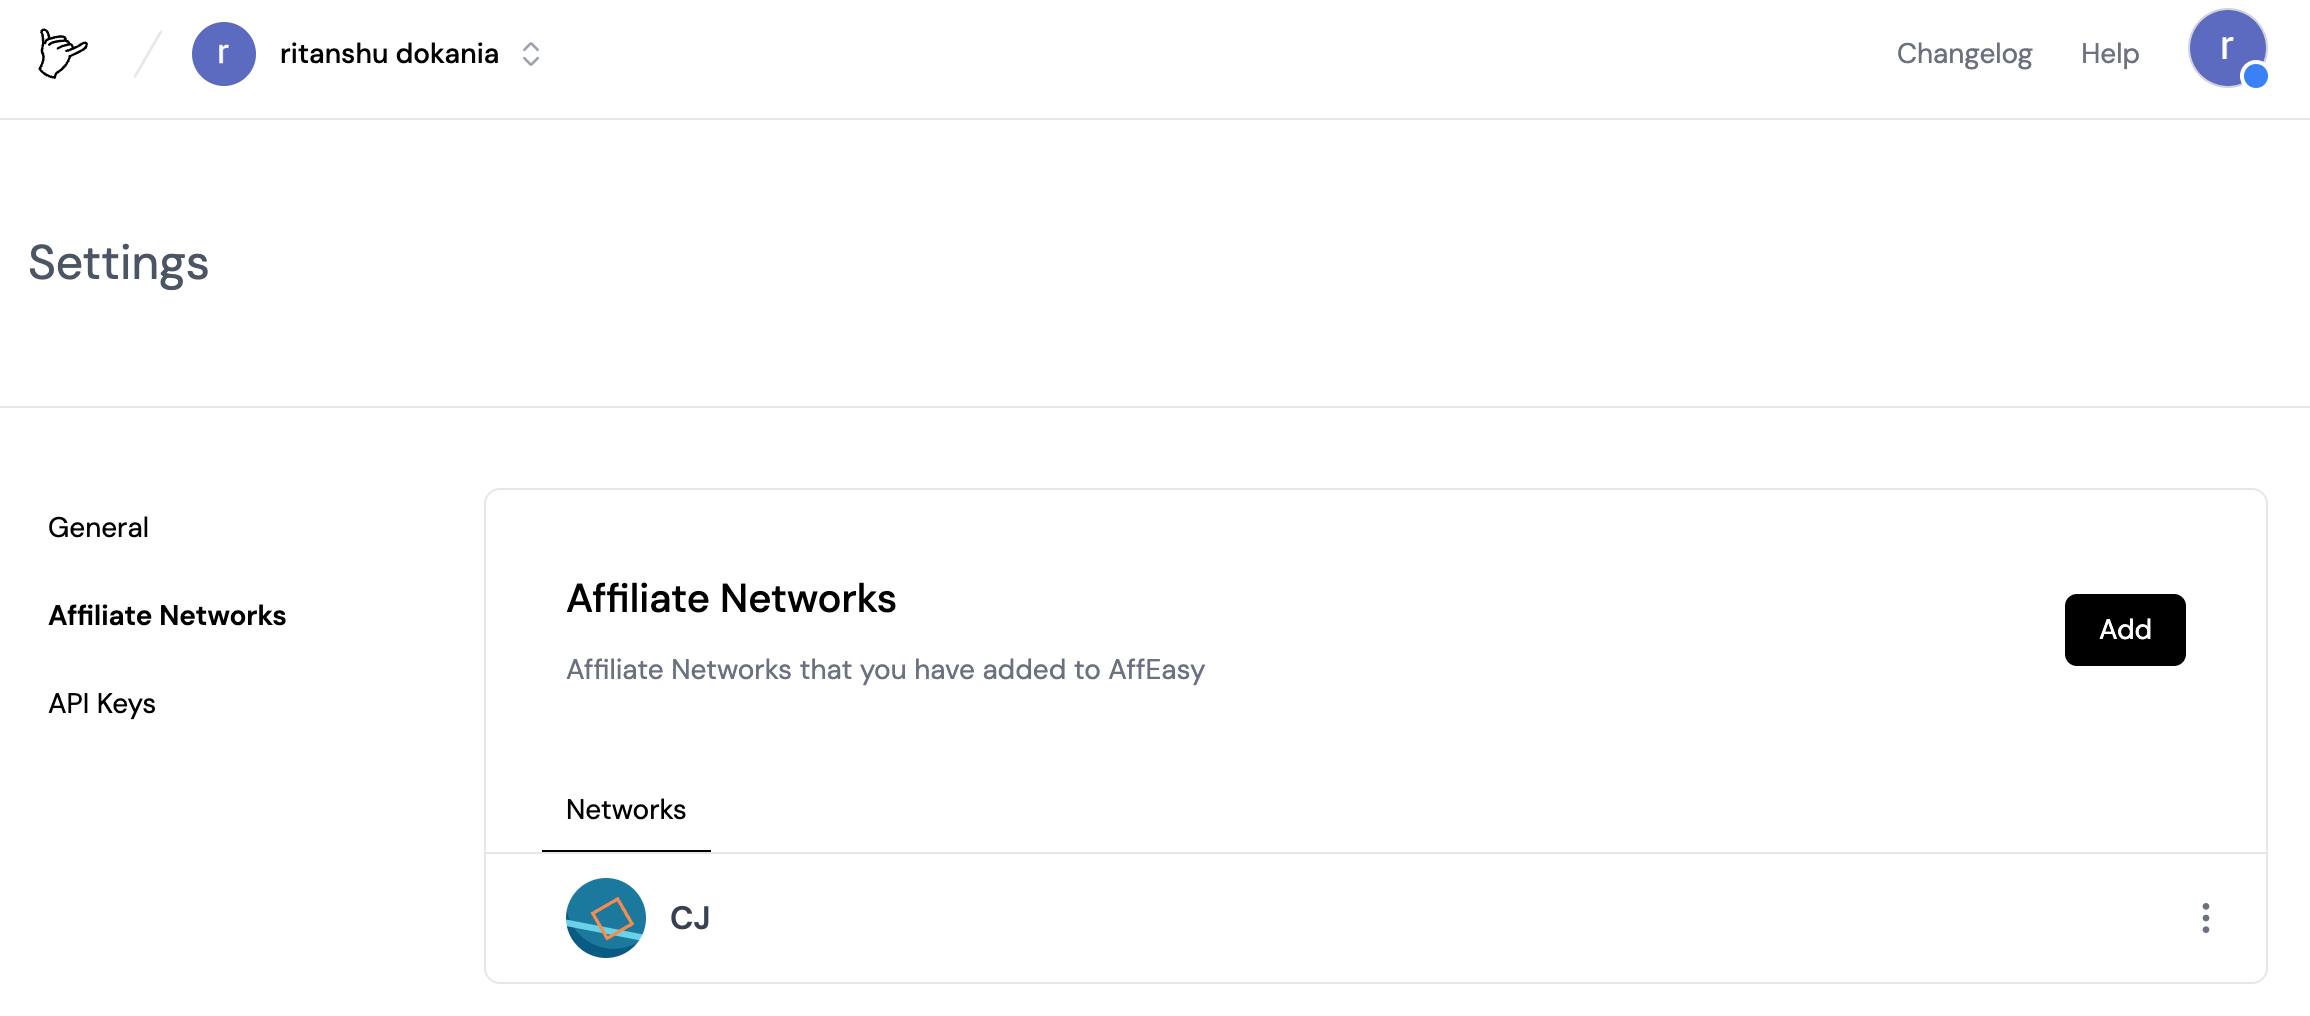 r
ritanshu dokania
Changelog
Help
r
Settings
General
Affiliate Networks
API Keys
Affiliate Networks
Affiliate Networks that you have added to AffEasy
Add
Networks
CJ